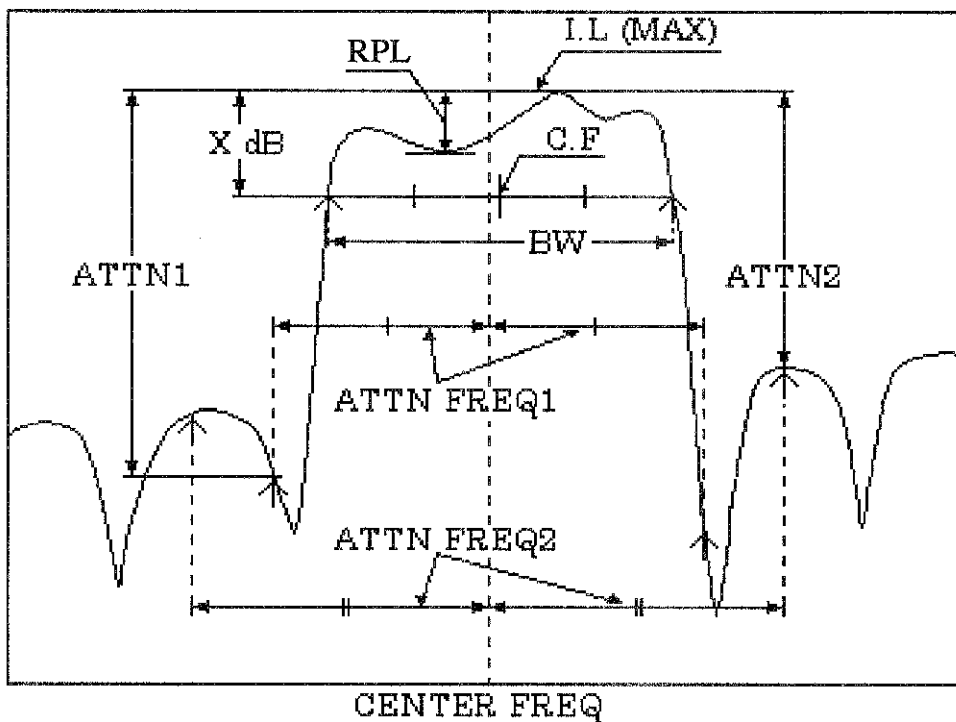 I.L (MAX)
RPL
X dB
C.F
BW
ATTN1
ATTN2
ATTN FREQ1
ATTN FREQ2
CENTER FREQ